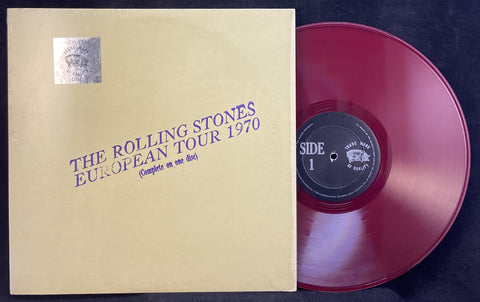 THE ROLLING STONES
EUROPEAN TOUR 1970
(Complete on one disc)
SIDE
1
TRADE MARK
OF QUALITY